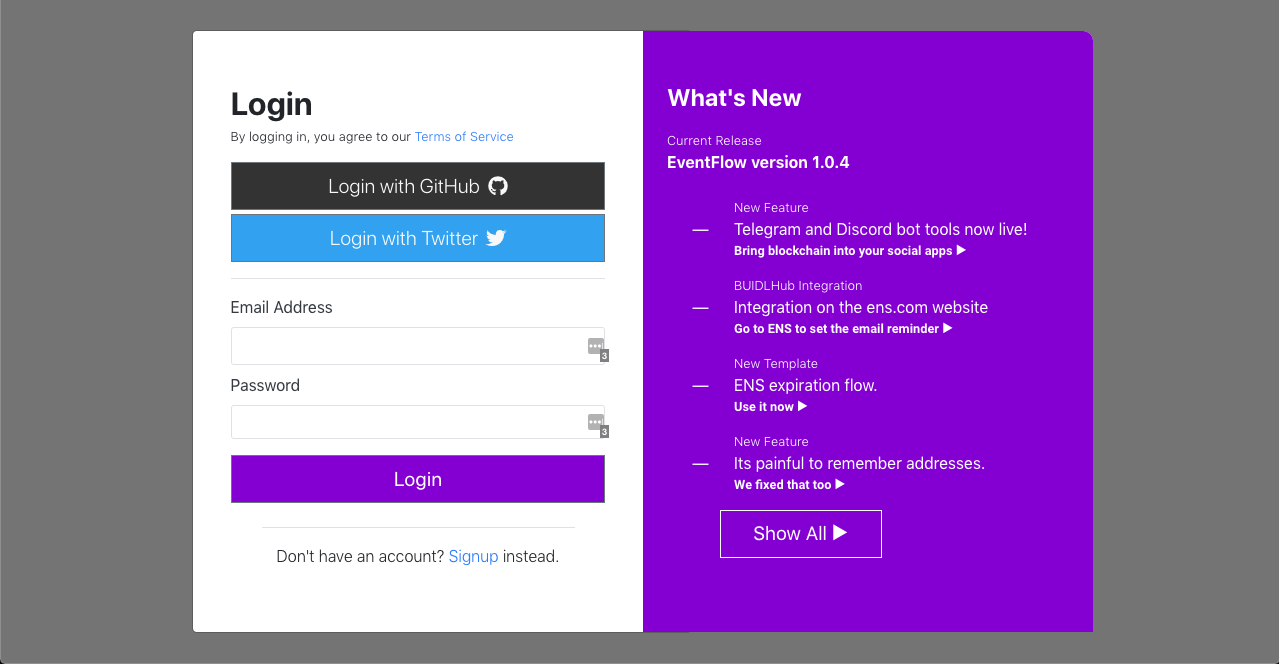 Login
By logging in, you agree to our Terms of Service
Login with GitHub
Login with Twitter
Email Address
3
Password
3
Login
Don't have an account? Signup instead.
What's New
Current Release
EventFlow version 1.0.4
New Feature
— Telegram and Discord bot tools now live!
Bring blockchain into your social apps ▶
BUIDLHub Integration
— Integration on the ens.com website
Go to ENS to set the email reminder ▶
New Template
— ENS expiration flow.
Use it now ▶
New Feature
— Its painful to remember addresses.
We fixed that too ▶
Show All ▶